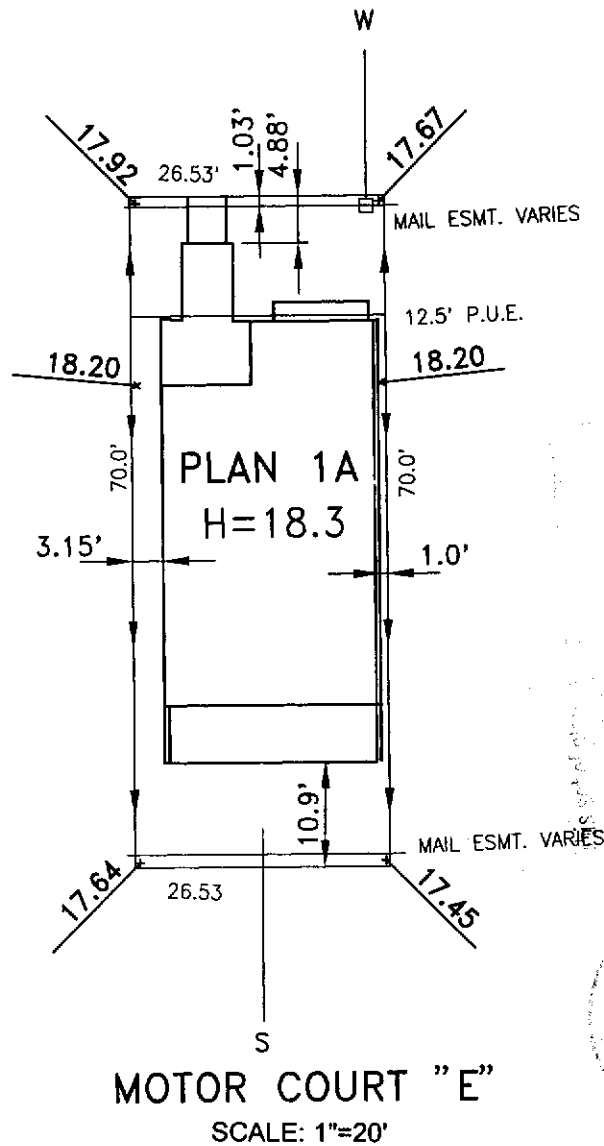 W
17.92
26.53'
1.03'
4.88'
17.67
MAIL ESMT. VARIES
12.5' P.U.E.
18.20
18.20
70.0'
70.0'
PLAN 1A
H=18.3
3.15'
1.0'
10.9'
MAIL ESMT. VARIES
17.64
26.53
17.45
S
MOTOR COURT "E"
SCALE: 1"=20'